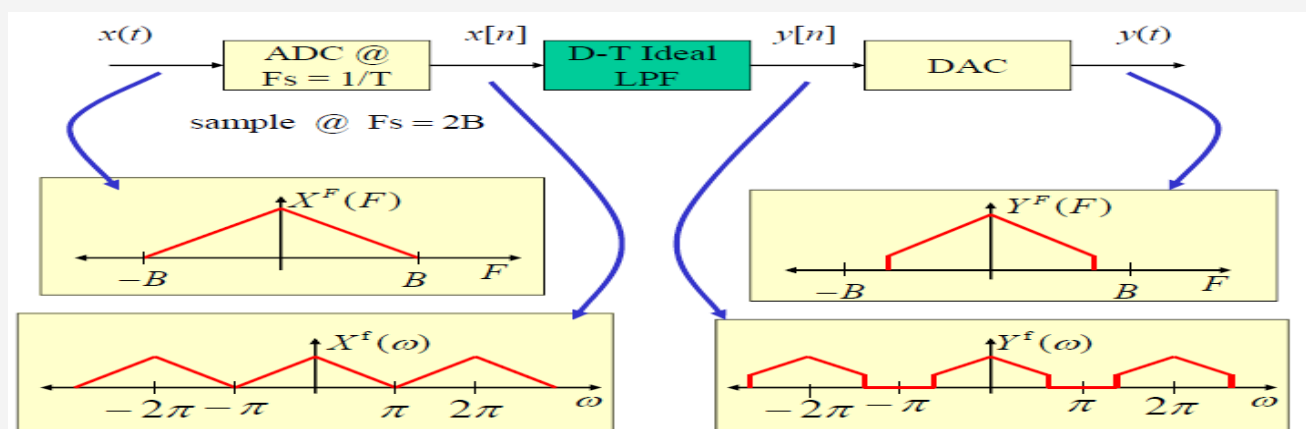 x(t) ADC @ x[n] D-T Ideal y[n] DAC y(t)
Fs = 1/T LPF
sample @ Fs = 2B
X^F(F) Y^F(F)
−B B F −B B F
X^f(ω) Y^f(ω)
−2π −π π 2π ω −2π −π π 2π ω